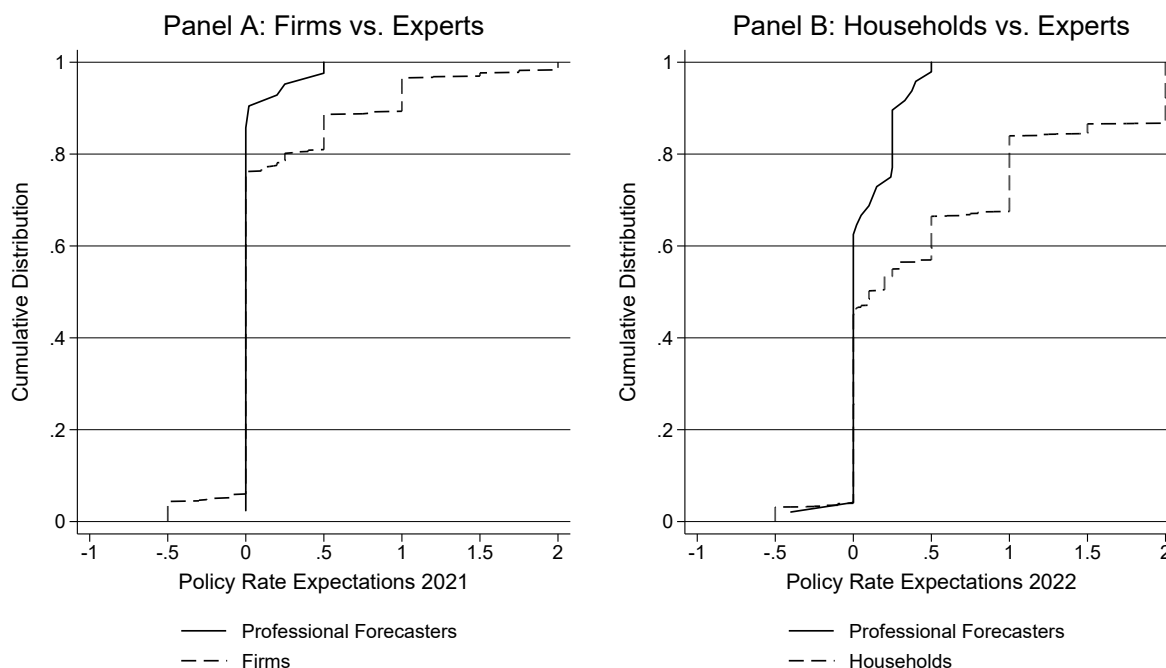 Panel A: Firms vs. Experts
1
.8
.6
.4
.2
0
Cumulative Distribution
-1 -.5 0 .5 1 1.5 2
Policy Rate Expectations 2021
Professional Forecasters
Firms
Panel B: Households vs. Experts
1
.8
.6
.4
.2
0
Cumulative Distribution
-1 -.5 0 .5 1 1.5 2
Policy Rate Expectations 2022
Professional Forecasters
Households